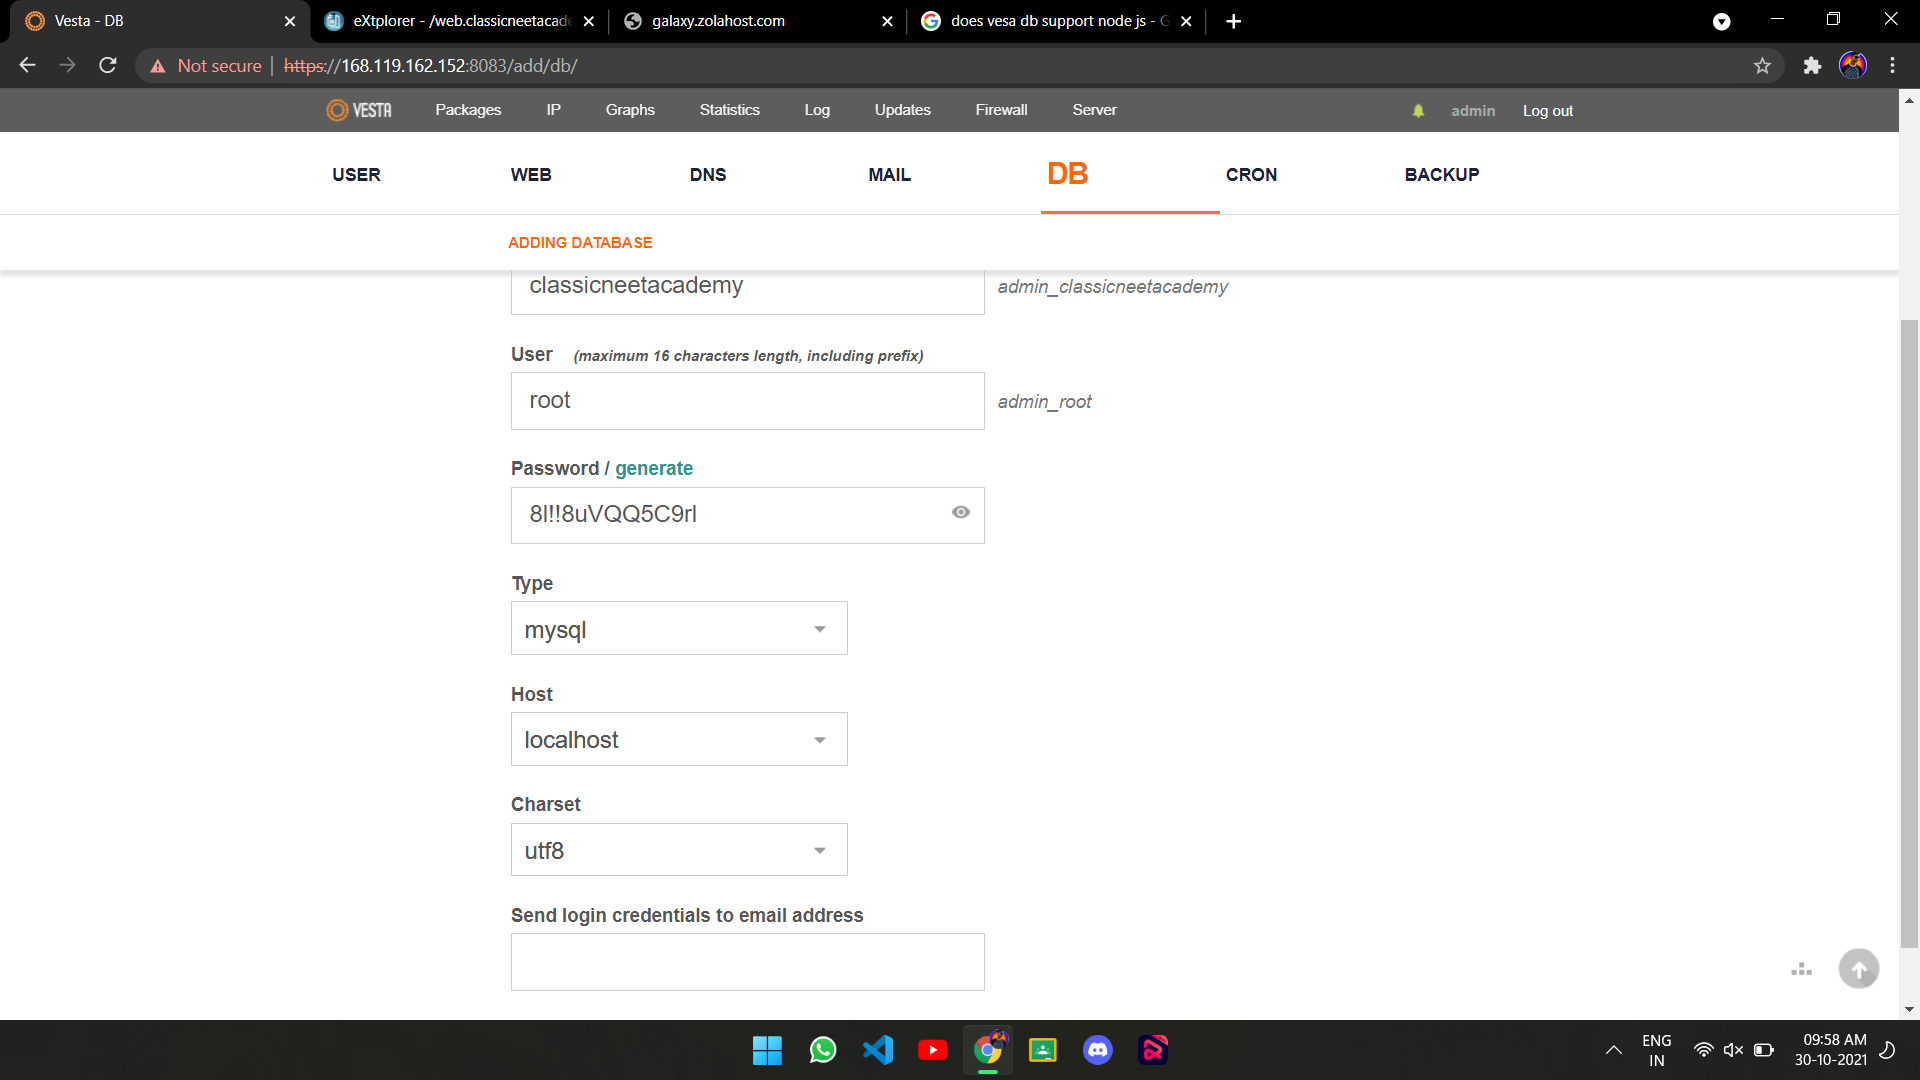 Vesta - DB
eXtplorer - /web.classicneetacade
galaxy.zolahost.com
does vesa db support node js - G
Not secure
https://168.119.162.152:8083/add/db/
VESTA
Packages
IP
Graphs
Statistics
Log
Updates
Firewall
Server
admin
Log out
USER
WEB
DNS
MAIL
DB
CRON
BACKUP
ADDING DATABASE
classicneetacademy
admin_classicneetacademy
User (maximum 16 characters length, including prefix)
root
admin_root
Password / generate
8l!!8uVQQ5C9rl
Type
mysql
Host
localhost
Charset
utf8
Send login credentials to email address
ENG
IN
09:58 AM
30-10-2021